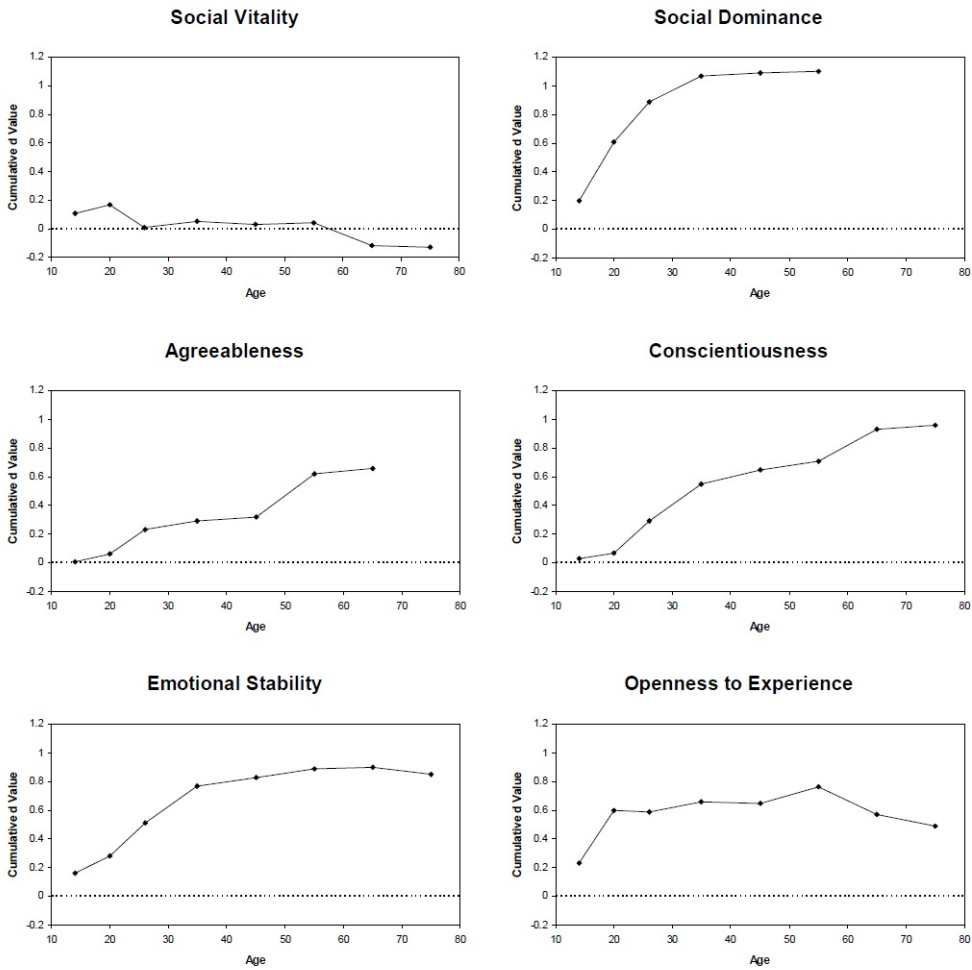 Social Vitality
Cumulative d Value
1.2
1
0.8
0.6
0.4
0.2
0
-0.2
10 20 30 40 50 60 70 80
Age
Social Dominance
Cumulative d Value
1.2
1
0.8
0.6
0.4
0.2
0
-0.2
10 20 30 40 50 60 70 80
Age
Agreeableness
Cumulative d Value
1.2
1
0.8
0.6
0.4
0.2
0
-0.2
10 20 30 40 50 60 70 80
Age
Conscientiousness
Cumulative d Value
1.2
1
0.8
0.6
0.4
0.2
0
-0.2
10 20 30 40 50 60 70 80
Age
Emotional Stability
Cumulative d Value
1.2
1
0.8
0.6
0.4
0.2
0
-0.2
10 20 30 40 50 60 70 80
Age
Openness to Experience
Cumulative d Value
1.2
1
0.8
0.6
0.4
0.2
0
-0.2
10 20 30 40 50 60 70 80
Age